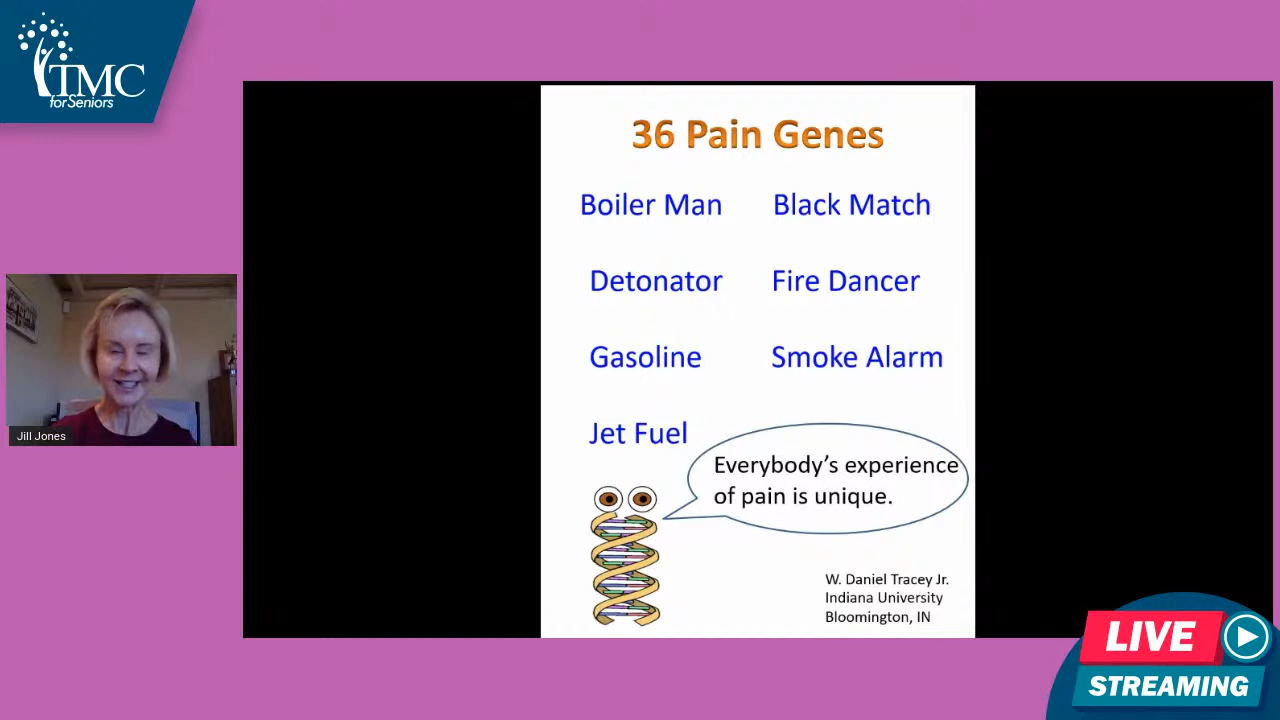 TMC
for Seniors
36 Pain Genes
Boiler Man
Black Match
Detonator
Fire Dancer
Gasoline
Smoke Alarm
Jet Fuel
Everybody's experience
of pain is unique.
W. Daniel Tracey Jr.
Indiana University
Bloomington, IN
Jill Jones
LIVE
STREAMING